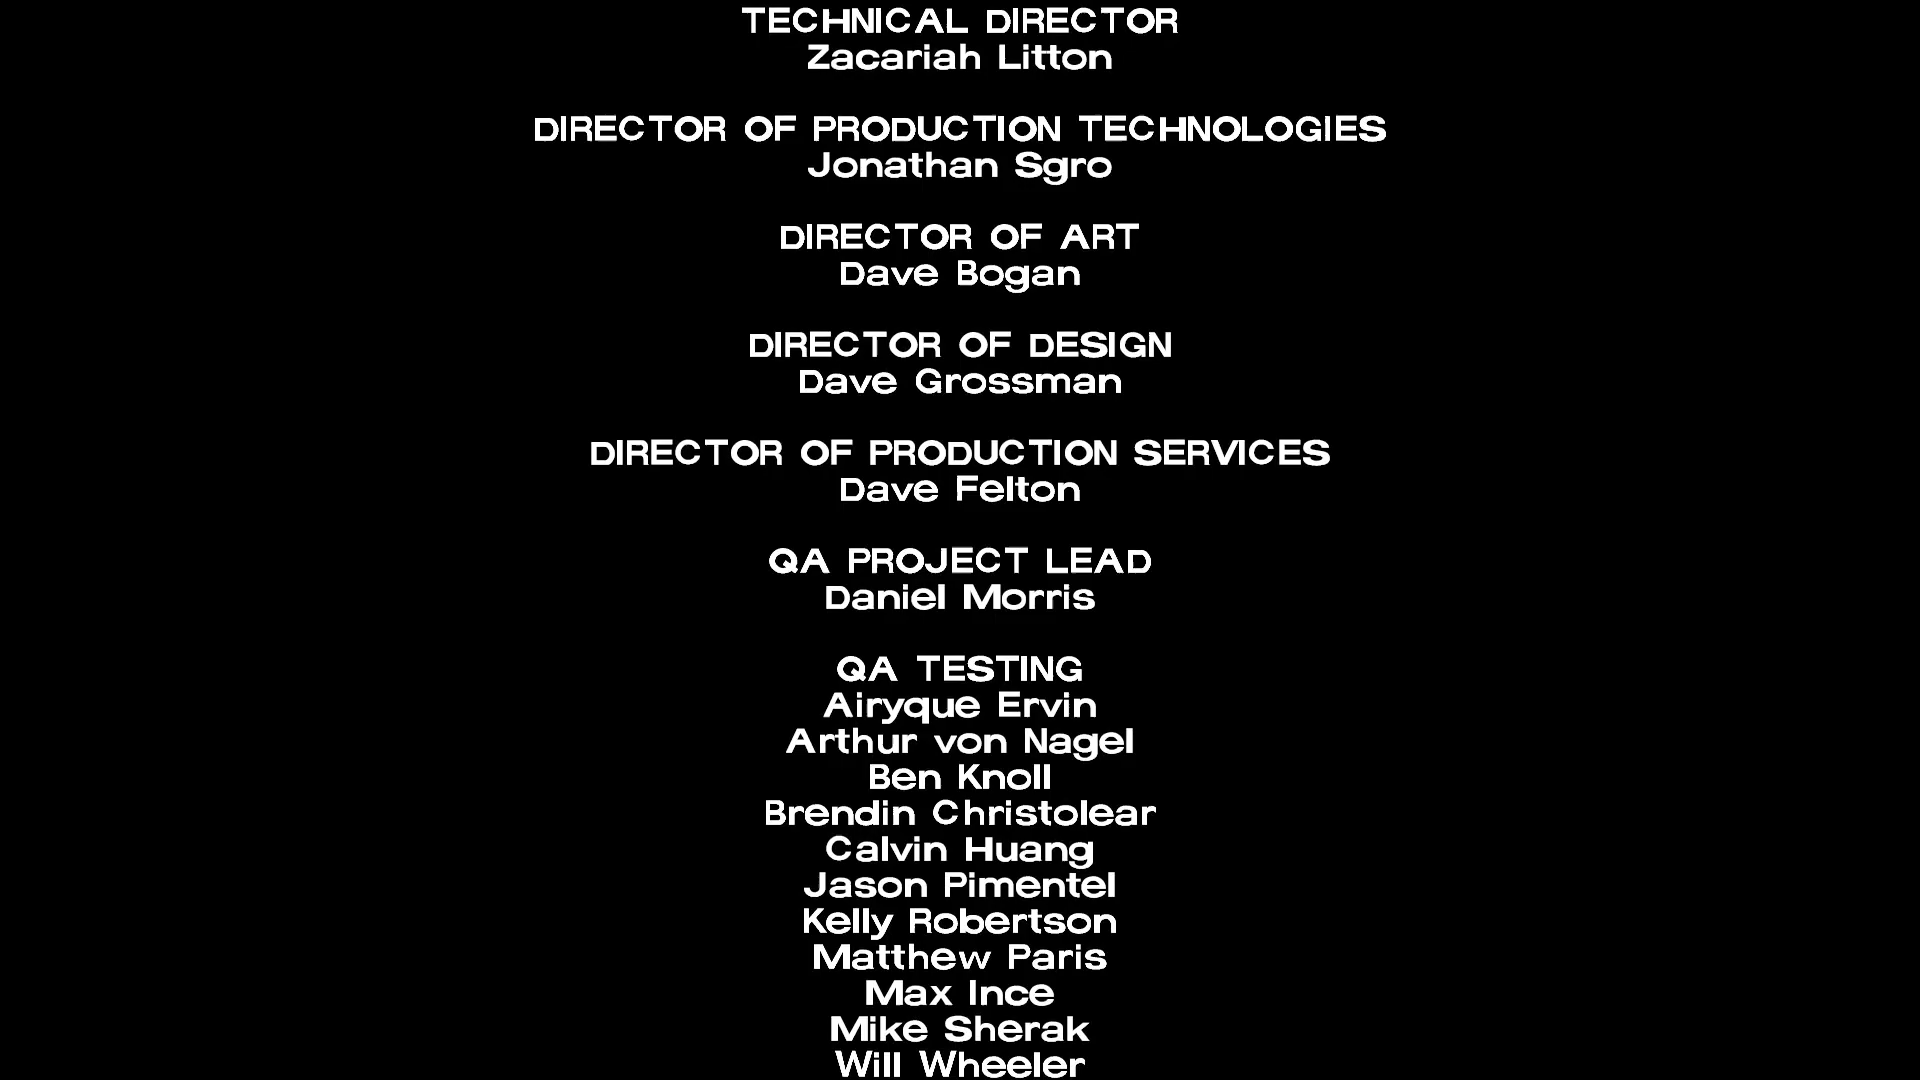 TECHNICAL DIRECTOR
Zacariah Litton
DIRECTOR OF PRODUCTION TECHNOLOGIES
Jonathan Sgro
DIRECTOR OF ART
Dave Bogan
DIRECTOR OF DESIGN
Dave Grossman
DIRECTOR OF PRODUCTION SERVICES
Dave Felton
QA PROJECT LEAD
Daniel Morris
QA TESTING
Airyque Ervin
Arthur von Nagel
Ben Knoll
Brendin Christolear
Calvin Huang
Jason Pimentel
Kelly Robertson
Matthew Paris
Max Ince
Mike Sherak
Will Wheeler